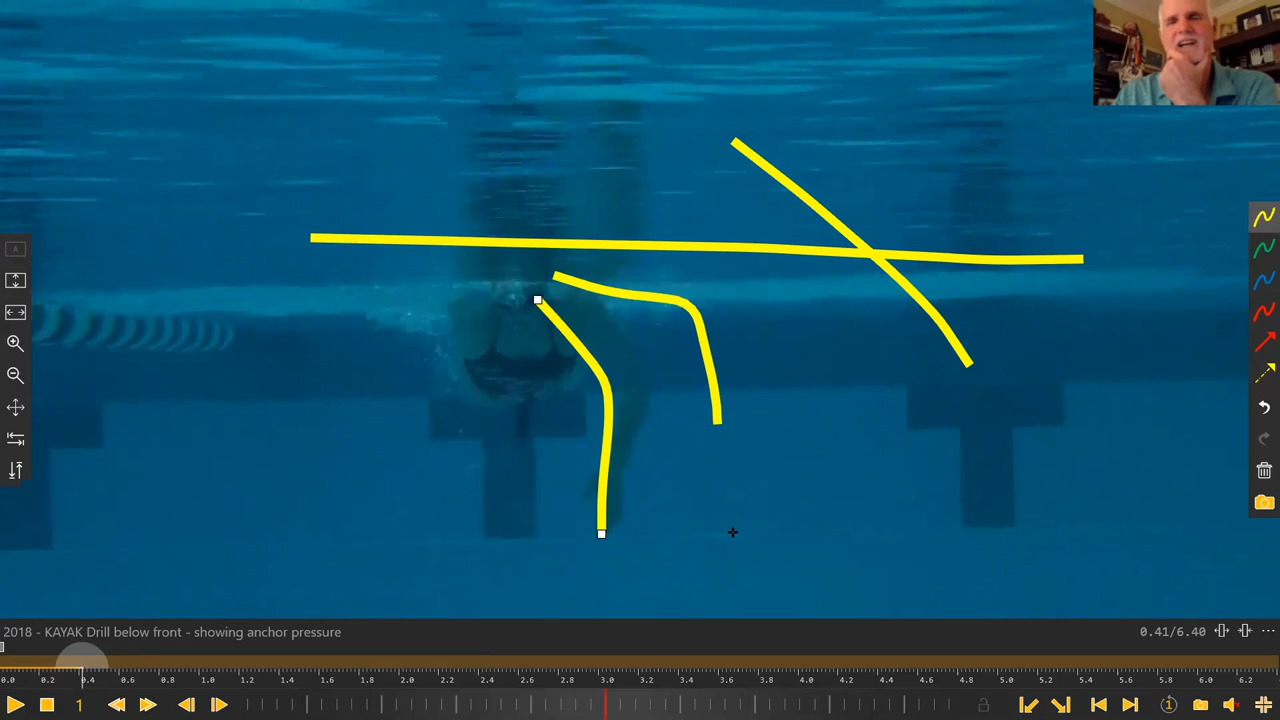 A
2018 - KAYAK Drill below front - showing anchor pressure
0.41/6.40
0.0 0.2 0.4 0.6 0.8 1.0 1.2 1.4 1.6 1.8 2.0 2.2 2.4 2.6 2.8 3.0 3.2 3.4 3.6 3.8 4.0 4.2 4.4 4.6 4.8 5.0 5.2 5.4 5.6 5.8 6.0 6.2
1
1